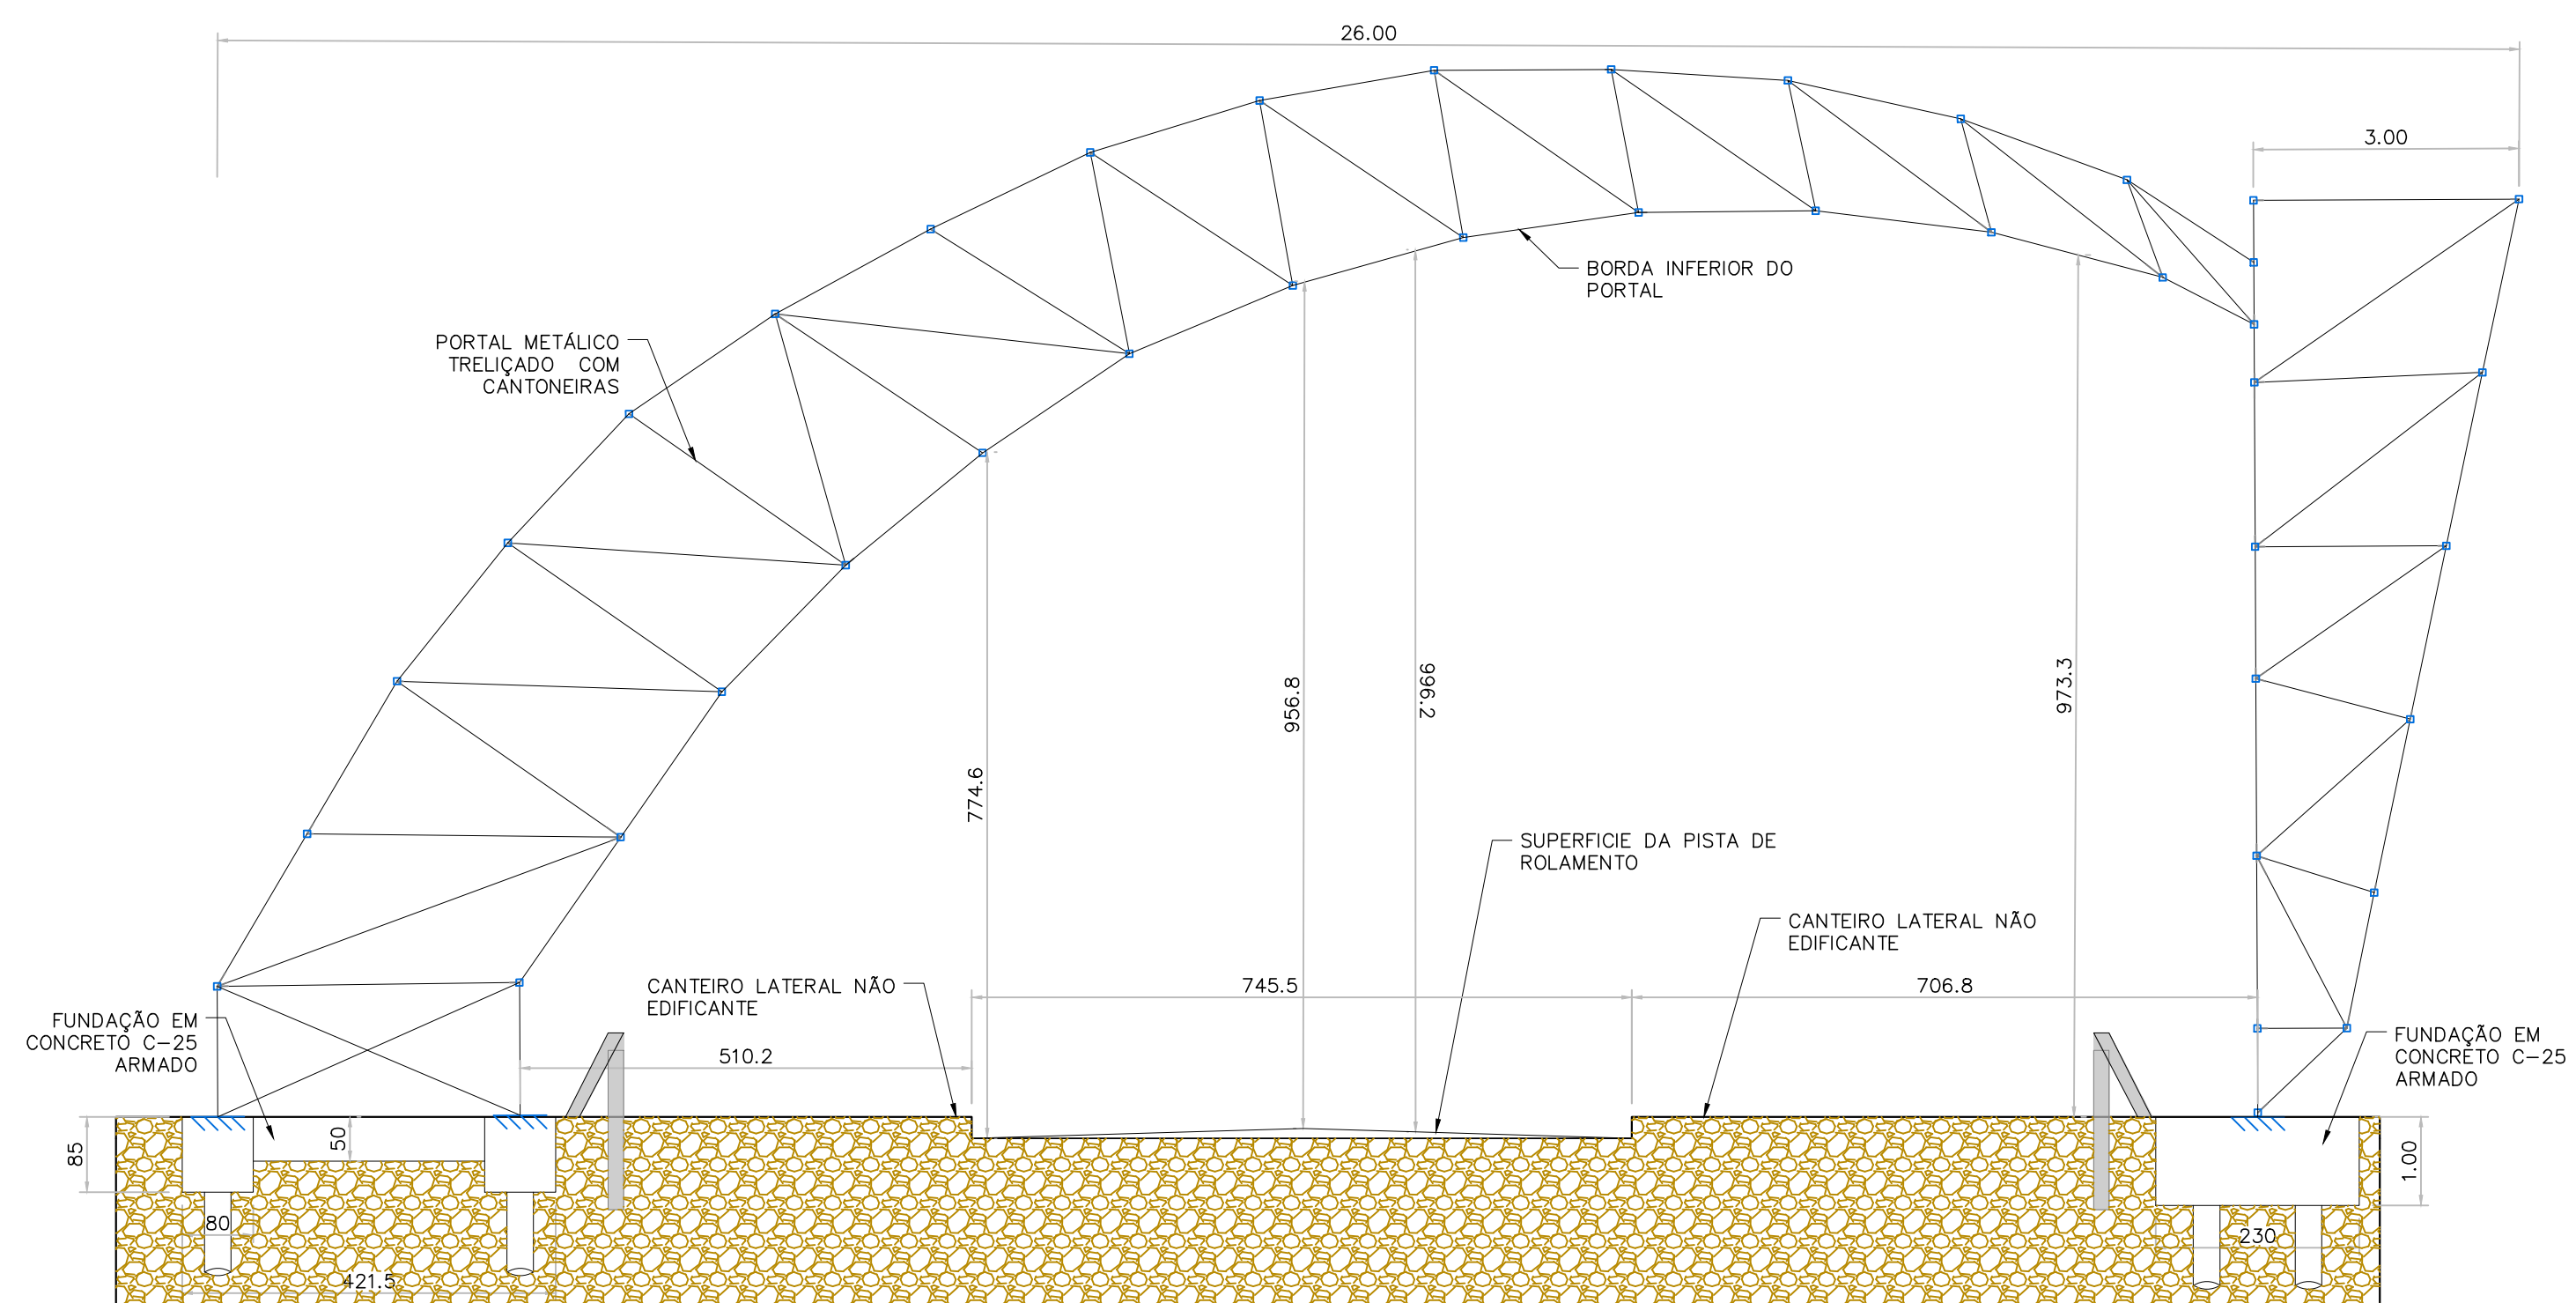 26.00
3.00
BORDA INFERIOR DO
PORTAL
PORTAL METÁLICO
TRELIÇADO COM
CANTONEIRAS
774.6
956.8
996.2
973.3
SUPERFICIE DA PISTA DE
ROLAMENTO
CANTEIRO LATERAL NÃO
EDIFICANTE
CANTEIRO LATERAL NÃO
EDIFICANTE
745.5
706.8
FUNDAÇÃO EM
CONCRETO C-25
ARMADO
510.2
FUNDAÇÃO EM
CONCRETO C-25
ARMADO
85
50
1.00
80
230
421.5